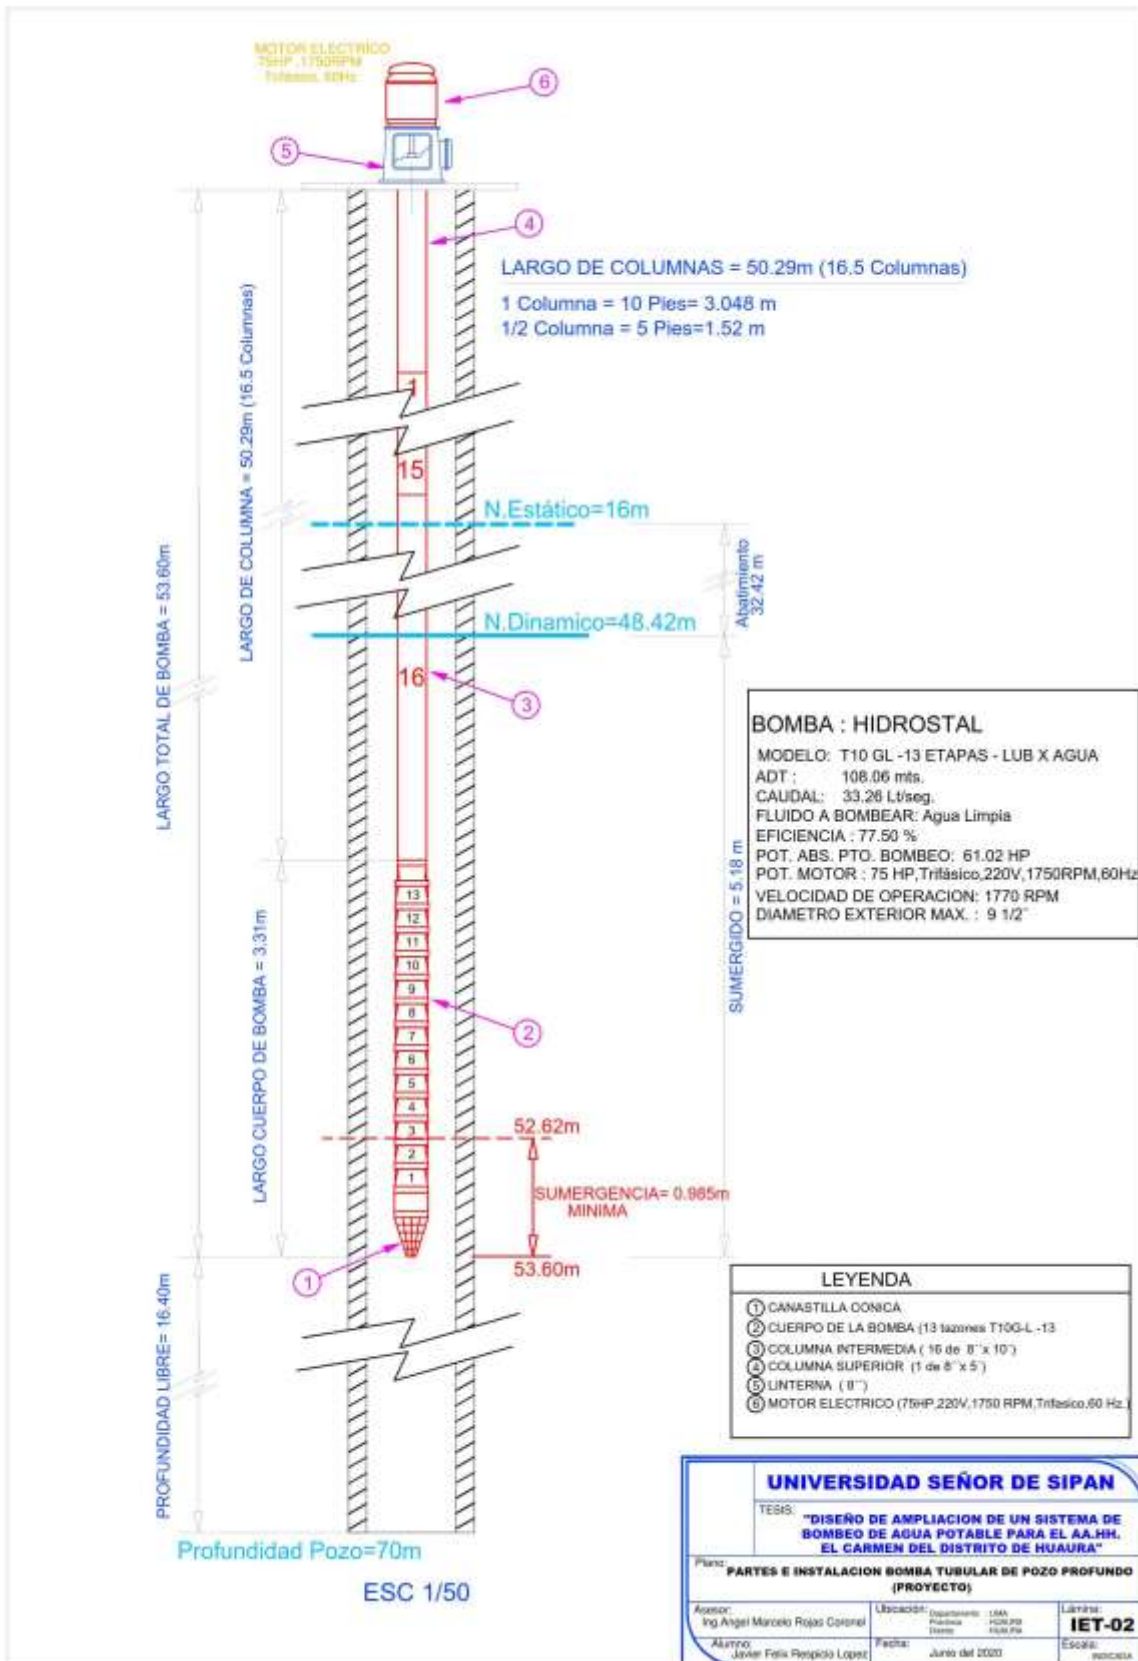 MOTOR ELECTRICO
75HP ,1750RPM
Trifasico, 60Hz
6
5
4
LARGO DE COLUMNAS = 50.29m (16.5 Columnas)
1 Columna = 10 Pies= 3.048 m
1/2 Columna = 5 Pies=1.52 m
LARGO DE COLUMNA = 50.29m (16.5 Columnas)
LARGO TOTAL DE BOMBA = 53.60m
1
15
N.Estático=16m
Abatimiento
32.42 m
N.Dinamico=48.42m
16
3
BOMBA : HIDROSTAL
MODELO: T10 GL -13 ETAPAS - LUB X AGUA
ADT : 108.06 mts.
CAUDAL: 33.26 Lt/seg.
FLUIDO A BOMBEAR: Agua Limpia
EFICIENCIA : 77.50 %
POT. ABS. PTO. BOMBEO: 61.02 HP
POT. MOTOR : 75 HP,Trifásico,220V,1750RPM,60Hz
VELOCIDAD DE OPERACION: 1770 RPM
DIAMETRO EXTERIOR MAX. : 9 1/2¨
SUMERGIDO = 5.18 m
LARGO CUERPO DE BOMBA = 3.31m
13
12
11
10
9
8
7
6
5
4
3
2
1
2
52.62m
SUMERGENCIA= 0.985m
MINIMA
53.60m
1
PROFUNDIDAD LIBRE= 16.40m
LEYENDA
1 CANASTILLA CONICA
2 CUERPO DE LA BOMBA (13 tazones T10G-L -13
3 COLUMNA INTERMEDIA ( 16 de 8¨x 10´)
4 COLUMNA SUPERIOR (1 de 8¨x 5´)
5 LINTERNA ( 8¨)
6 MOTOR ELECTRICO (75HP,220V,1750 RPM,Trifasico,60 Hz.)
Profundidad Pozo=70m
ESC 1/50
UNIVERSIDAD SEÑOR DE SIPAN
TESIS:
"DISEÑO DE AMPLIACION DE UN SISTEMA DE
BOMBEO DE AGUA POTABLE PARA EL AA.HH.
EL CARMEN DEL DISTRITO DE HUAURA"
Plano:
PARTES E INSTALACION BOMBA TUBULAR DE POZO PROFUNDO
(PROYECTO)
Asesor:
Ing.Angel Marcelo Rojas Coronel
Ubicación:
Departamento : LIMA
Provincia : HUAURA
Distrito : HUAURA
Lámina:
IET-02
Alumno:
Javier Felix Respicio Lopez
Fecha:
Junio del 2020
Escala:
INDICADA